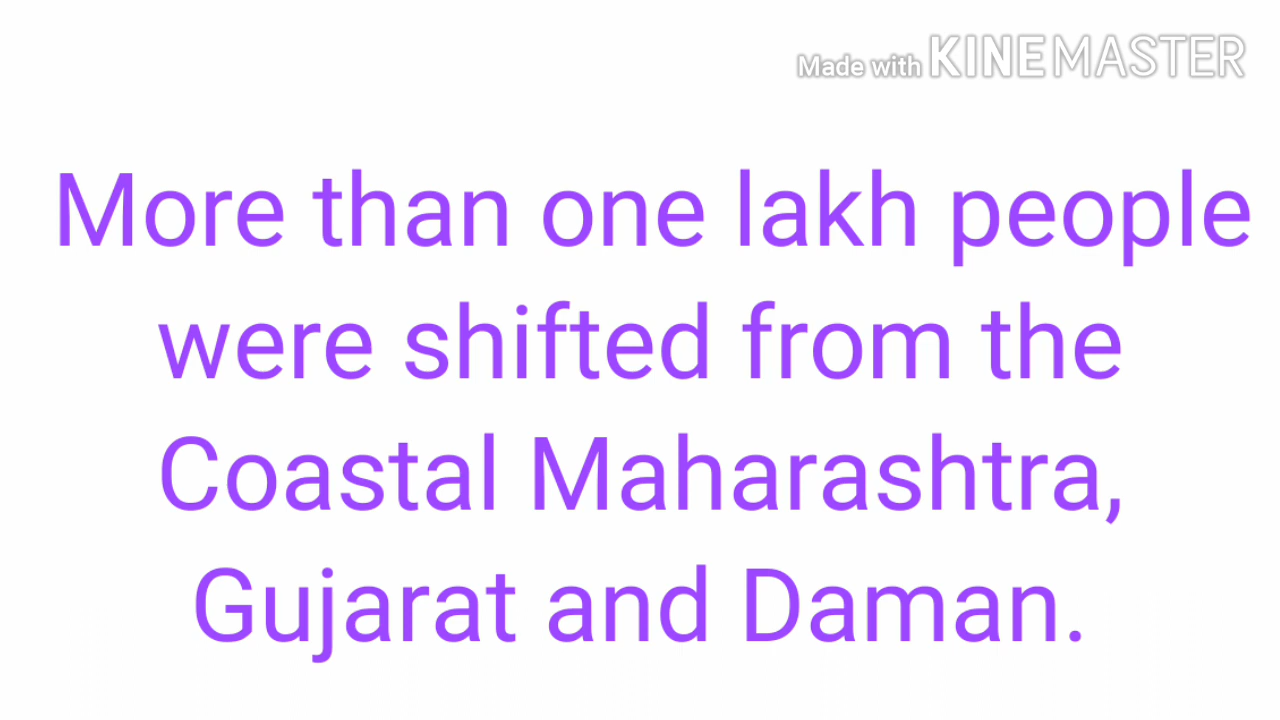 Made with KINEMASTER
More than one lakh people
were shifted from the
Coastal Maharashtra,
Gujarat and Daman.